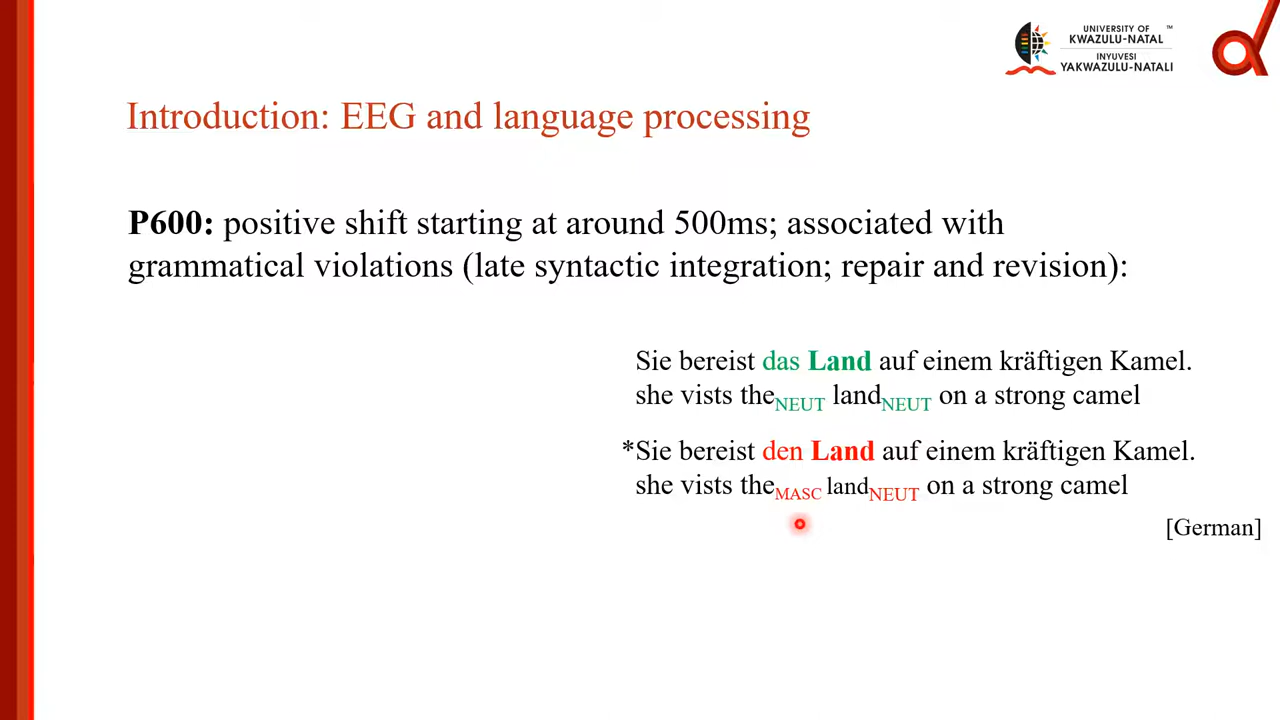 UNIVERSITY OF ™
KWAZULU-NATAL
INYUVESI
YAKWAZULU-NATALI
Introduction: EEG and language processing
P600: positive shift starting at around 500ms; associated with
grammatical violations (late syntactic integration; repair and revision):
Sie bereist das Land auf einem kräftigen Kamel.
she vists theNEUT landNEUT on a strong camel
*Sie bereist den Land auf einem kräftigen Kamel.
she vists theMASC landNEUT on a strong camel
[German]